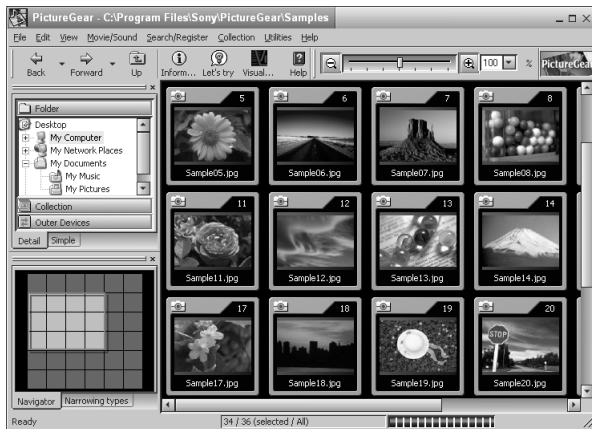 PictureGear - C:\Program Files\Sony\PictureGear\Samples
File Edit View Movie/Sound Search/Register Collection Utilities Help
Back Forward Up Inform... Let's try Visual... Help 100 % PictureGear
Folder
Desktop
My Computer
My Network Places
My Documents
My Music
My Pictures
Collection
Outer Devices
Detail Simple
Navigator Narrowing types
5 6 7 8
Sample05.jpg Sample06.jpg Sample07.jpg Sample08.jpg
11 12 13 14
Sample11.jpg Sample12.jpg Sample13.jpg Sample14.jpg
17 18 19 20
STOP
Sample17.jpg Sample18.jpg Sample19.jpg Sample20.jpg
Ready 34 / 36 (selected / All)